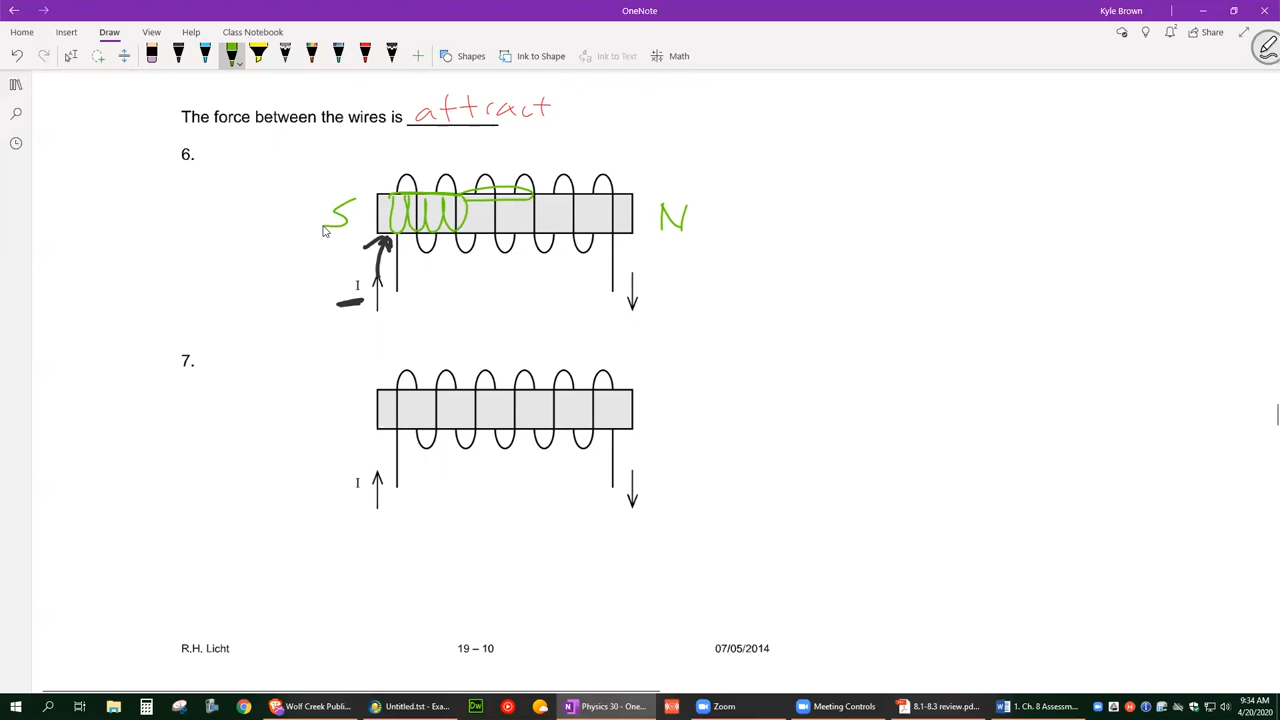 OneNote
Kyle Brown
Home Insert Draw View Help Class Notebook Share
Shapes Ink to Shape Ink to Text Math
The force between the wires is attract
6.
S N
I
7.
I
R.H. Licht 19 – 10 07/05/2014
Wolf Creek Publi... Untitled.tst - Exa... Dw Physics 30 - One... Zoom Meeting Controls 8.1-8.3 review.pd... 1. Ch. 8 Assessm...
9:34 AM
4/20/2020